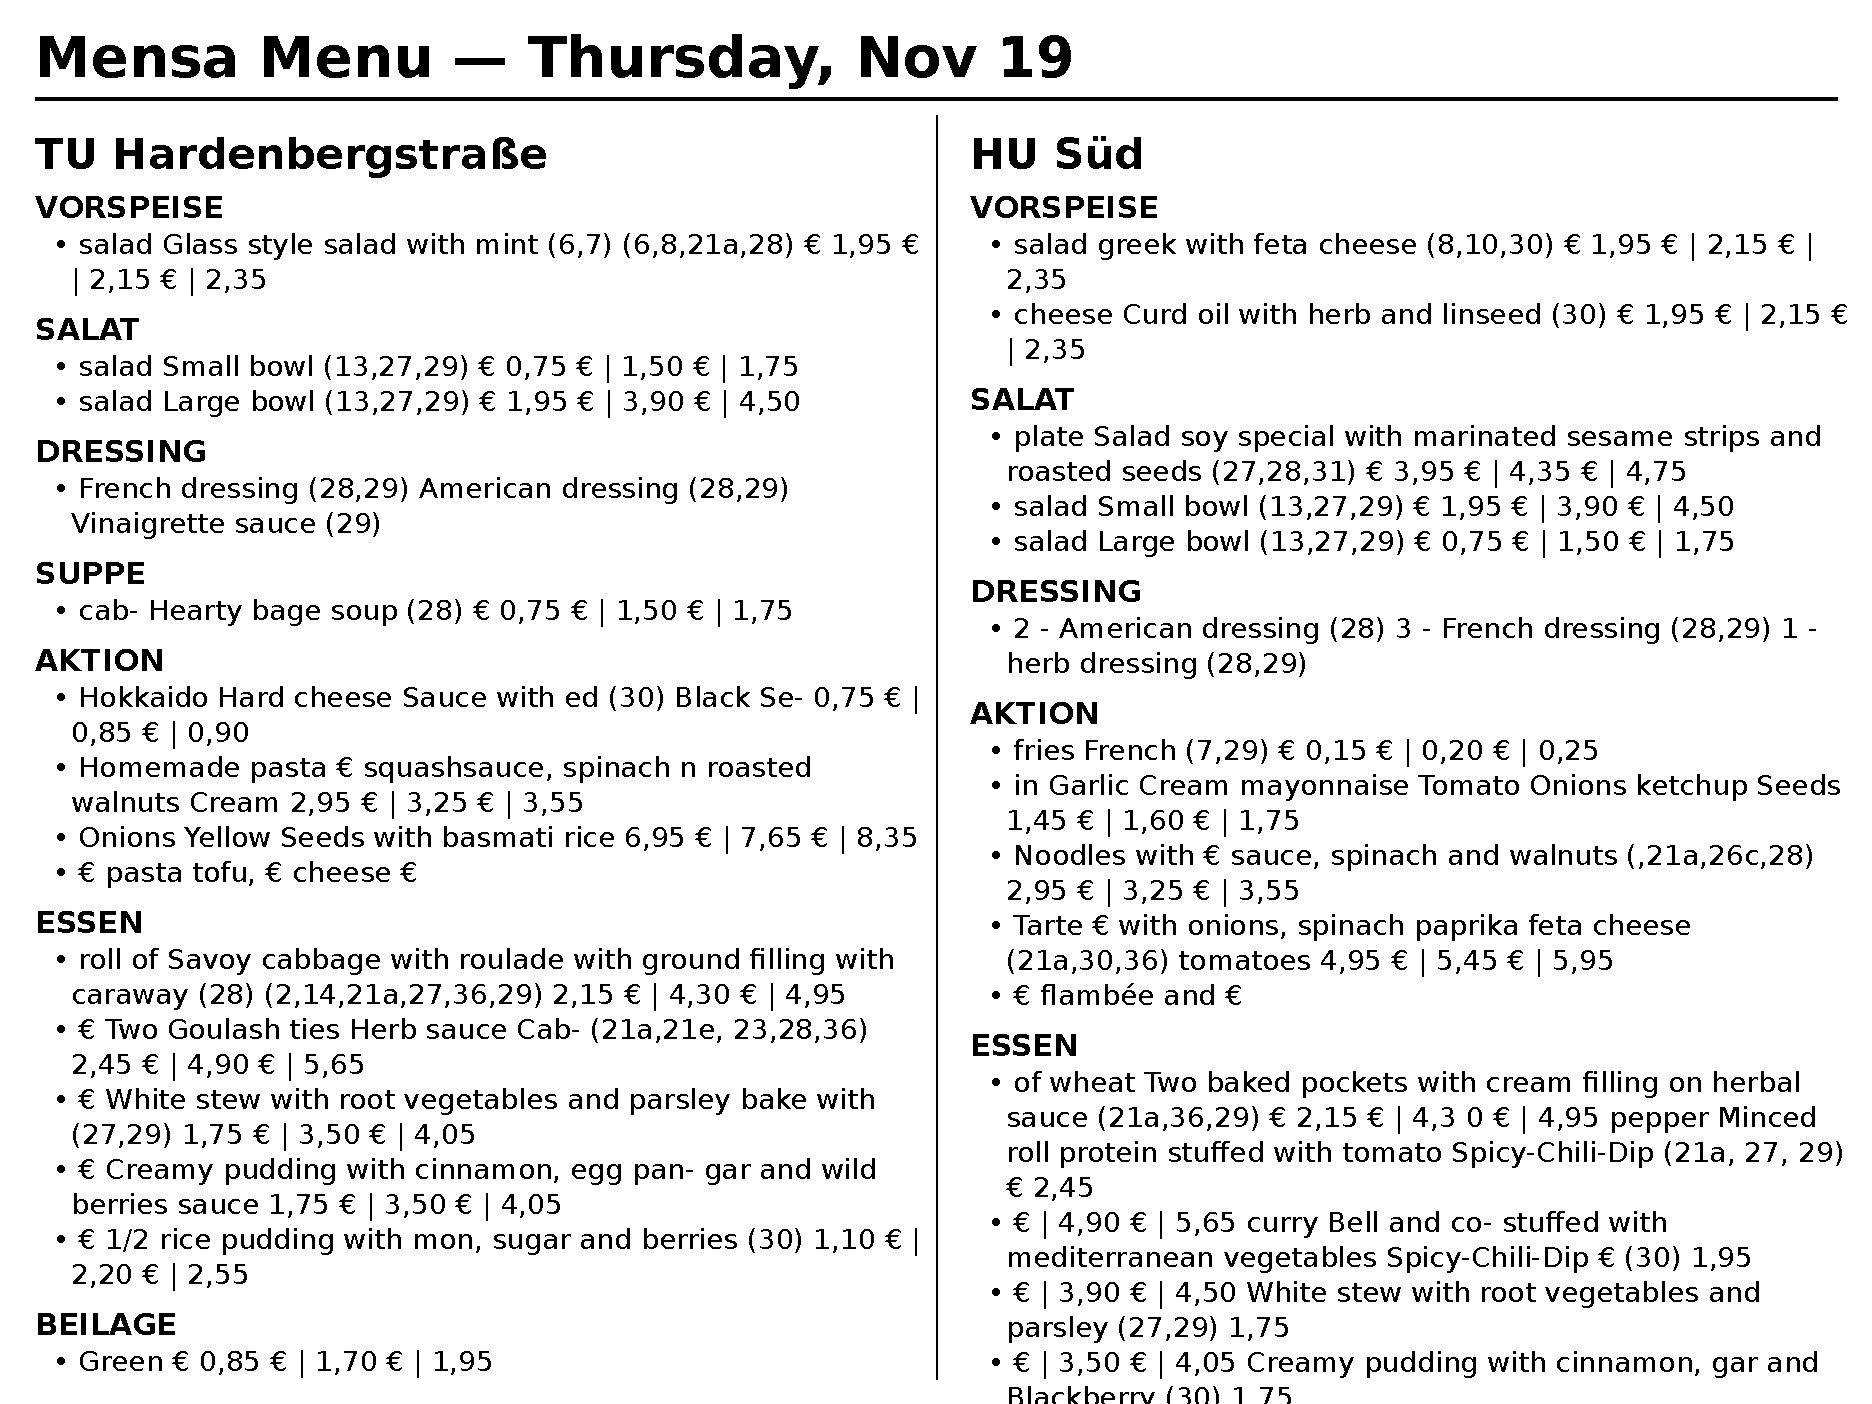 Mensa Menu — Thursday, Nov 19
TU Hardenbergstraße
VORSPEISE
• salad Glass style salad with mint (6,7) (6,8,21a,28) € 1,95 €
| 2,15 € | 2,35
SALAT
• salad Small bowl (13,27,29) € 0,75 € | 1,50 € | 1,75
• salad Large bowl (13,27,29) € 1,95 € | 3,90 € | 4,50
DRESSING
• French dressing (28,29) American dressing (28,29)
Vinaigrette sauce (29)
SUPPE
• cab- Hearty bage soup (28) € 0,75 € | 1,50 € | 1,75
AKTION
• Hokkaido Hard cheese Sauce with ed (30) Black Se- 0,75 € |
0,85 € | 0,90
• Homemade pasta € squashsauce, spinach n roasted
walnuts Cream 2,95 € | 3,25 € | 3,55
• Onions Yellow Seeds with basmati rice 6,95 € | 7,65 € | 8,35
• € pasta tofu, € cheese €
ESSEN
• roll of Savoy cabbage with roulade with ground filling with
caraway (28) (2,14,21a,27,36,29) 2,15 € | 4,30 € | 4,95
• € Two Goulash ties Herb sauce Cab- (21a,21e, 23,28,36)
2,45 € | 4,90 € | 5,65
• € White stew with root vegetables and parsley bake with
(27,29) 1,75 € | 3,50 € | 4,05
• € Creamy pudding with cinnamon, egg pan- gar and wild
berries sauce 1,75 € | 3,50 € | 4,05
• € 1/2 rice pudding with mon, sugar and berries (30) 1,10 € |
2,20 € | 2,55
BEILAGE
• Green € 0,85 € | 1,70 € | 1,95
HU Süd
VORSPEISE
• salad greek with feta cheese (8,10,30) € 1,95 € | 2,15 € |
2,35
• cheese Curd oil with herb and linseed (30) € 1,95 € | 2,15 €
| 2,35
SALAT
• plate Salad soy special with marinated sesame strips and
roasted seeds (27,28,31) € 3,95 € | 4,35 € | 4,75
• salad Small bowl (13,27,29) € 1,95 € | 3,90 € | 4,50
• salad Large bowl (13,27,29) € 0,75 € | 1,50 € | 1,75
DRESSING
• 2 - American dressing (28) 3 - French dressing (28,29) 1 -
herb dressing (28,29)
AKTION
• fries French (7,29) € 0,15 € | 0,20 € | 0,25
• in Garlic Cream mayonnaise Tomato Onions ketchup Seeds
1,45 € | 1,60 € | 1,75
• Noodles with € sauce, spinach and walnuts (,21a,26c,28)
2,95 € | 3,25 € | 3,55
• Tarte € with onions, spinach paprika feta cheese
(21a,30,36) tomatoes 4,95 € | 5,45 € | 5,95
• € flambée and €
ESSEN
• of wheat Two baked pockets with cream filling on herbal
sauce (21a,36,29) € 2,15 € | 4,3 0 € | 4,95 pepper Minced
roll protein stuffed with tomato Spicy-Chili-Dip (21a, 27, 29)
€ 2,45
• € | 4,90 € | 5,65 curry Bell and co- stuffed with
mediterranean vegetables Spicy-Chili-Dip € (30) 1,95
• € | 3,90 € | 4,50 White stew with root vegetables and
parsley (27,29) 1,75
• € | 3,50 € | 4,05 Creamy pudding with cinnamon, gar and
Blackberry (30) 1,75